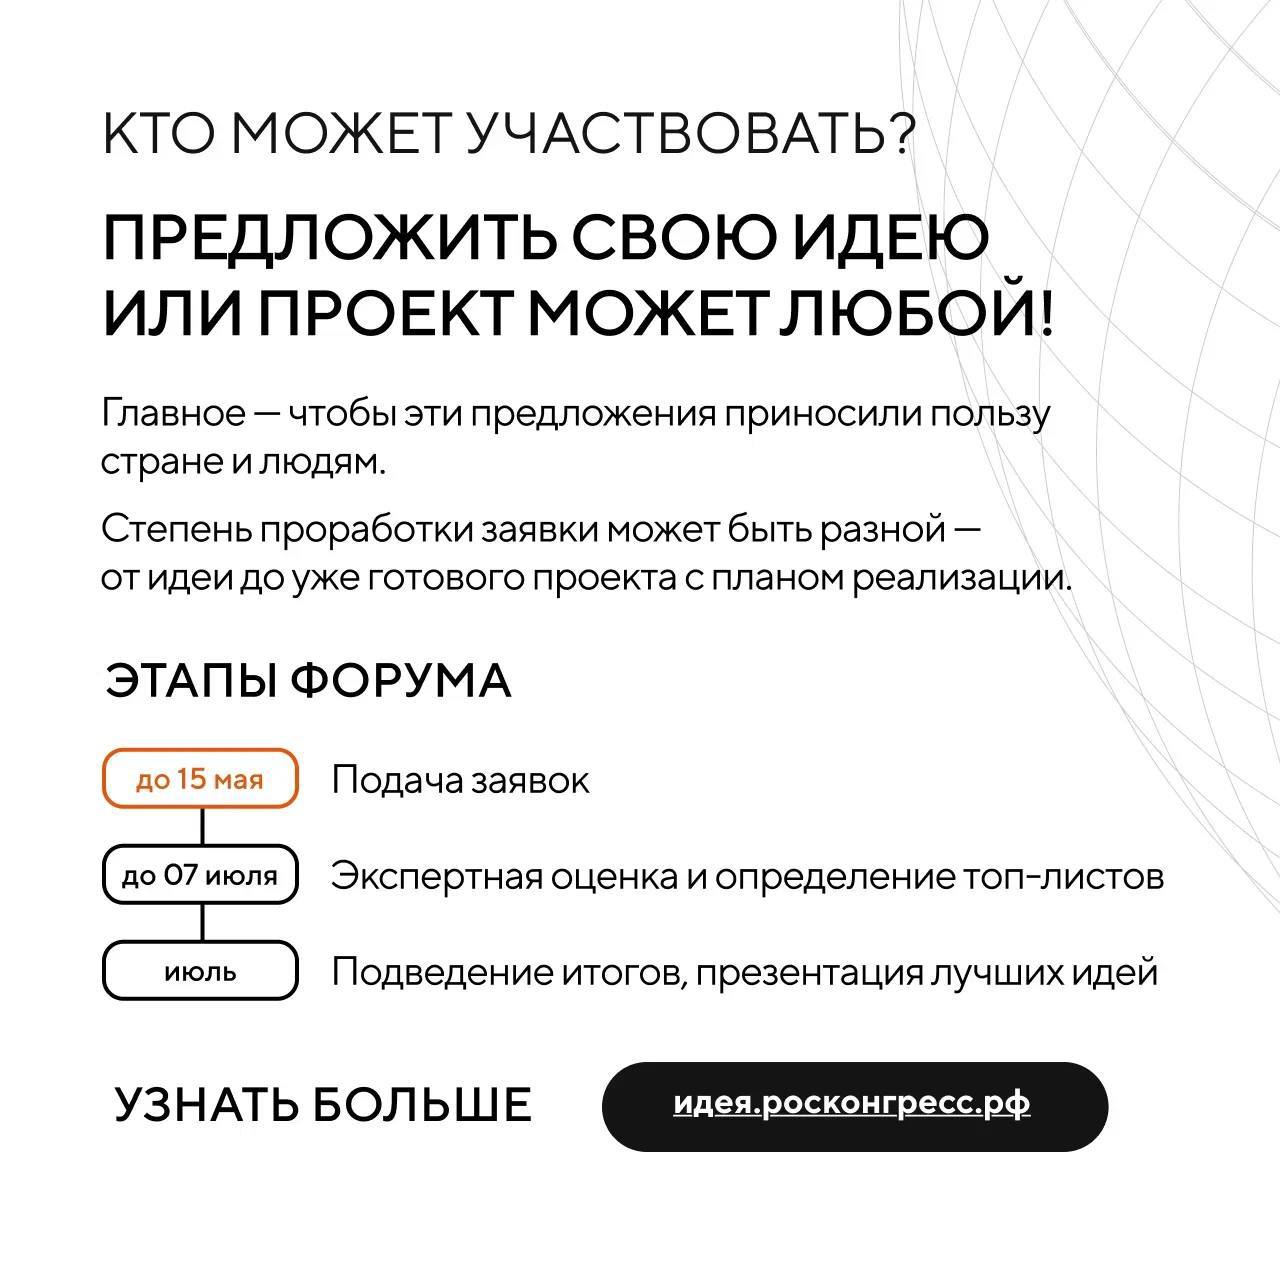 КТО МОЖЕТ УЧАСТВОВАТЬ?
ПРЕДЛОЖИТЬ СВОЮ ИДЕЮ
ИЛИ ПРОЕКТ МОЖЕТ ЛЮБОЙ!
Главное — чтобы эти предложения приносили пользу
стране и людям.
Степень проработки заявки может быть разной —
от идеи до уже готового проекта с планом реализации.
ЭТАПЫ ФОРУМА
до 15 мая Подача заявок
до 07 июля Экспертная оценка и определение топ-листов
июль Подведение итогов, презентация лучших идей
УЗНАТЬ БОЛЬШЕ идея.росконгресс.рф